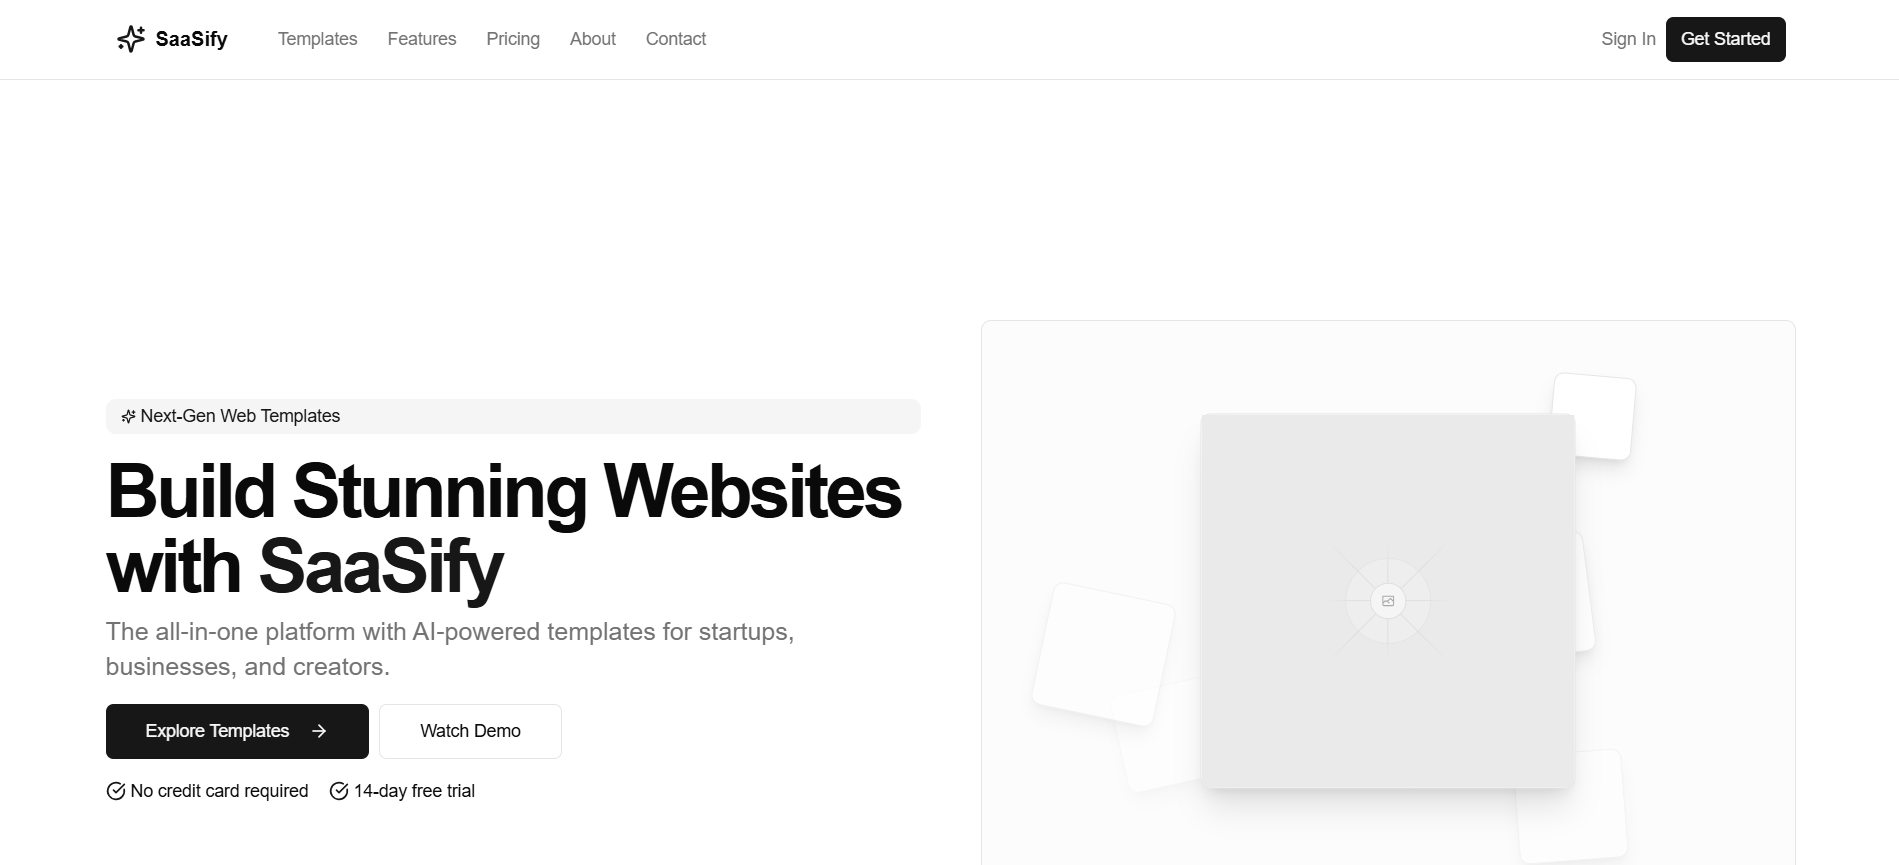 SaaSify
Templates
Features
Pricing
About
Contact
Sign In
Get Started
Next-Gen Web Templates
Build Stunning Websites
with SaaSify
The all-in-one platform with AI-powered templates for startups,
businesses, and creators.
Explore Templates
Watch Demo
No credit card required
14-day free trial